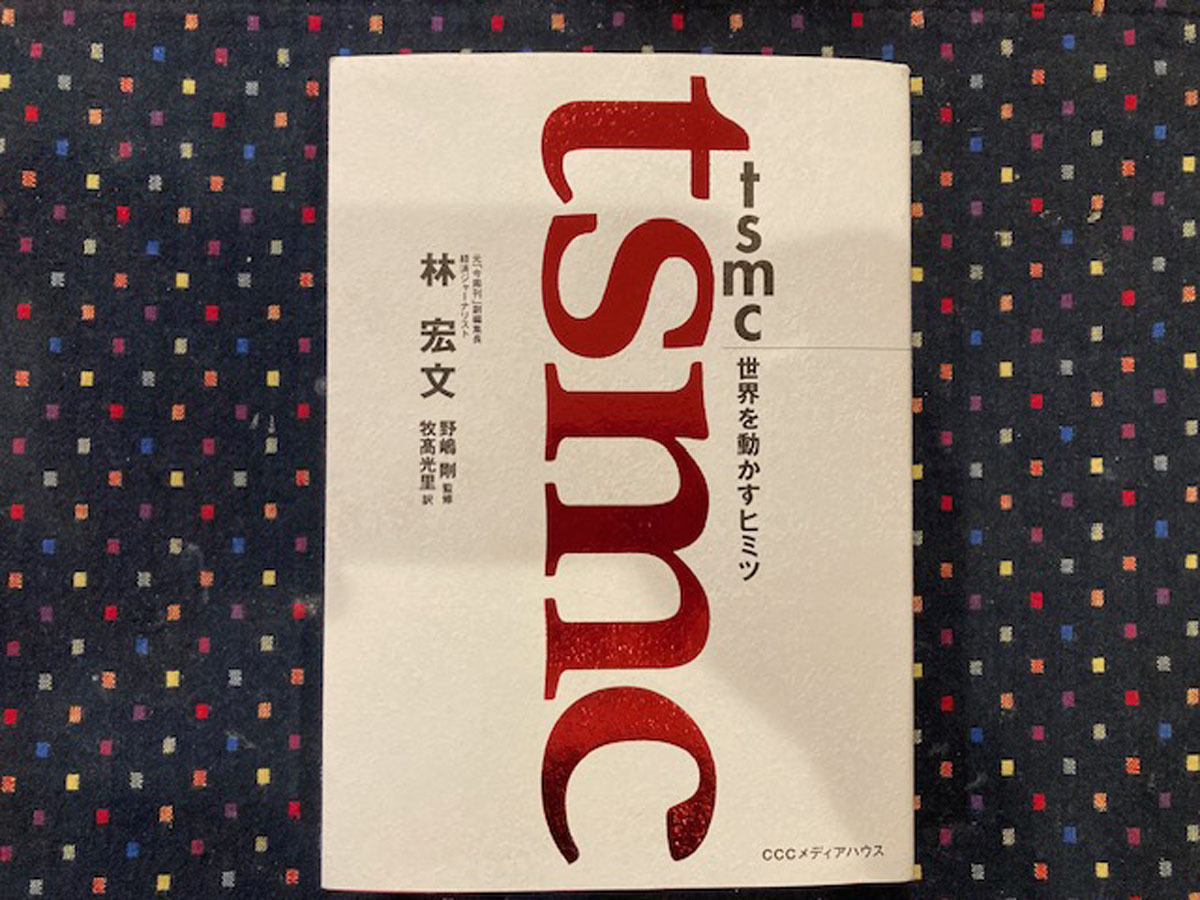 tsmc
tsmc
世界を動かすヒミツ
元「今周刊」副編集長
経済ジャーナリスト
林 宏文
野嶋 剛 監修
牧髙光里 訳
CCCメディアハウス